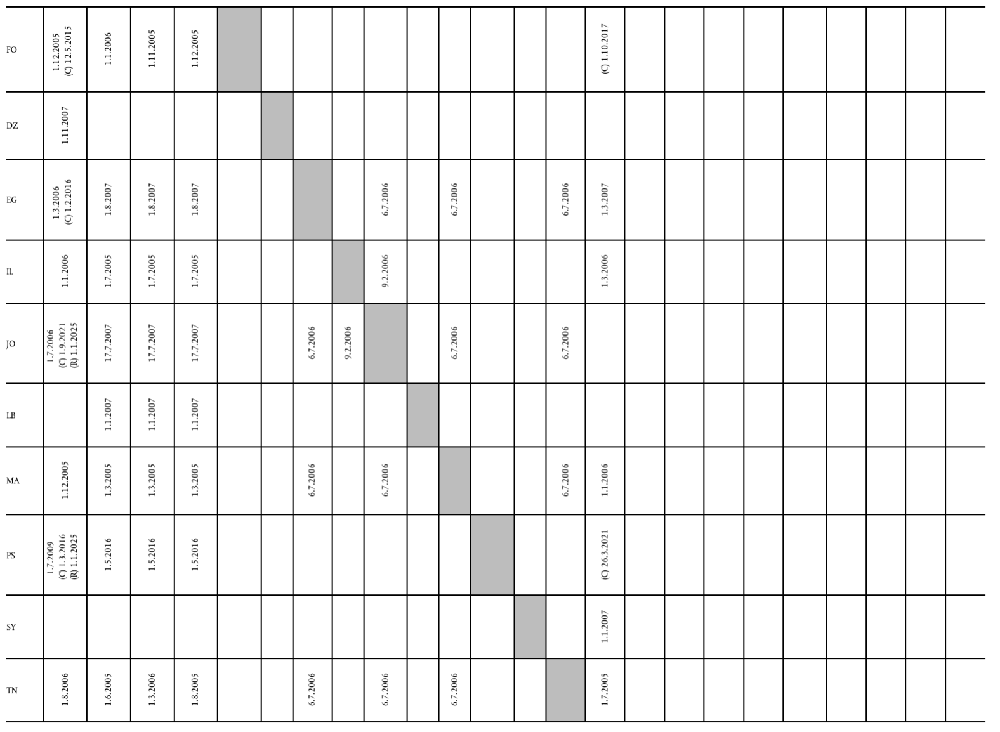 FO
1.12.2005
(C) 12.5.2015
1.1.2006
1.11.2005
1.12.2005
(C) 1.10.2017
DZ
1.11.2007
EG
1.3.2006
(C) 1.2.2016
1.8.2007
1.8.2007
1.8.2007
6.7.2006
6.7.2006
6.7.2006
1.3.2007
IL
1.1.2006
1.7.2005
1.7.2005
1.7.2005
9.2.2006
1.3.2006
JO
1.7.2006
(C) 1.9.2021
(R) 1.1.2025
17.7.2007
17.7.2007
17.7.2007
6.7.2006
9.2.2006
6.7.2006
6.7.2006
LB
1.1.2007
1.1.2007
1.1.2007
MA
1.12.2005
1.3.2005
1.3.2005
1.3.2005
6.7.2006
6.7.2006
6.7.2006
1.1.2006
PS
1.7.2009
(C) 1.3.2016
(R) 1.1.2025
1.5.2016
1.5.2016
1.5.2016
(C) 26.3.2021
SY
1.1.2007
TN
1.8.2006
1.6.2005
1.3.2006
1.8.2005
6.7.2006
6.7.2006
6.7.2006
1.7.2005